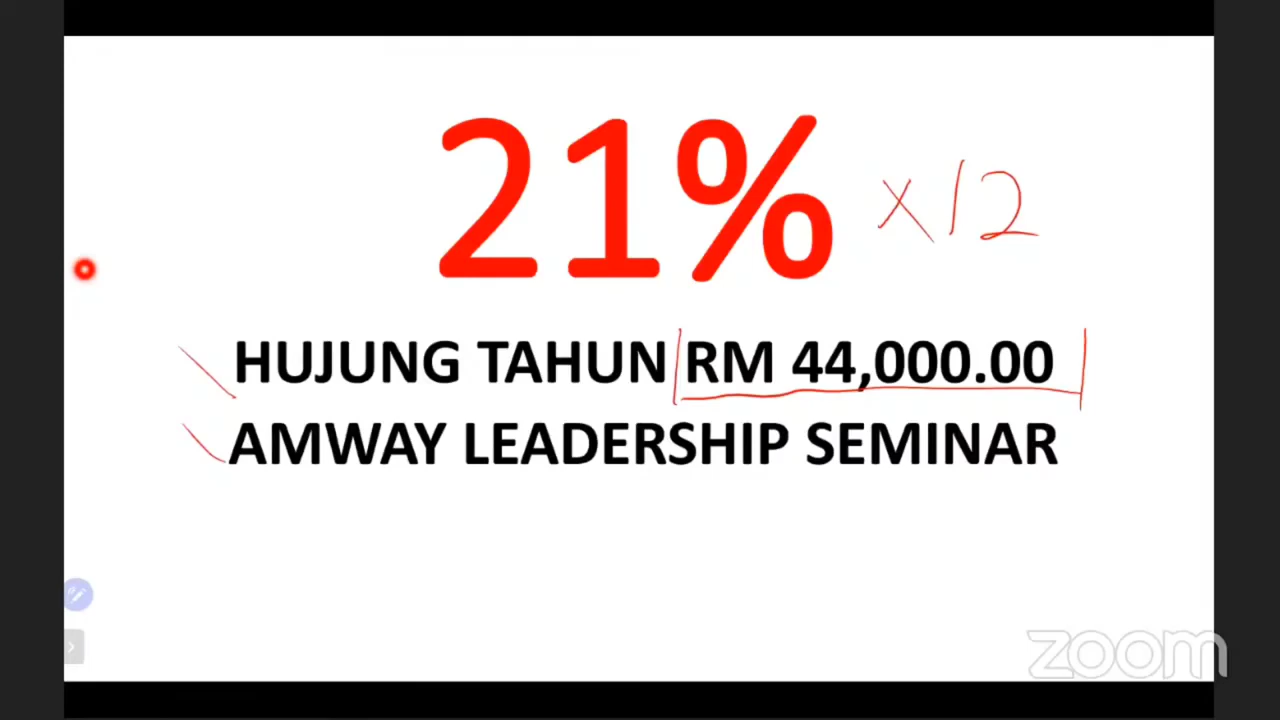 21% x12
HUJUNG TAHUN RM 44,000.00
AMWAY LEADERSHIP SEMINAR
zoom